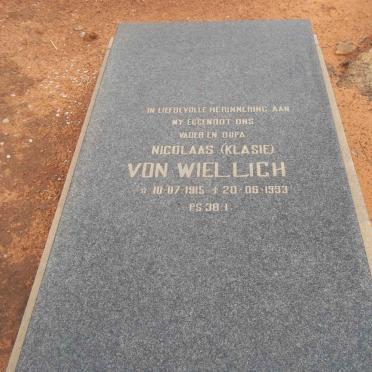 IN LIEFDEVOLLE HERINNERING AAN
MY EGGENOOT ONS
VADER EN OUPA
NICOLAAS (KLASIE)
VON WIELLICH
☆ 10·07·1915 ✝ 20·06·1993
PS 38:1